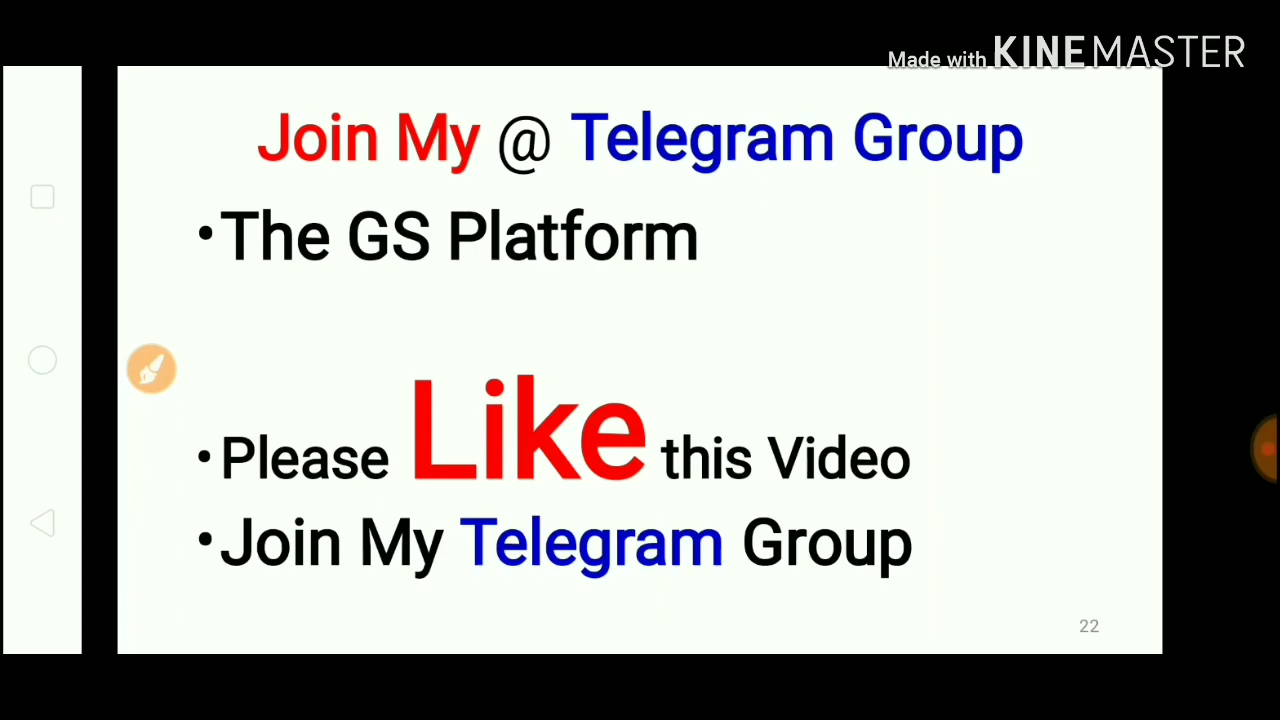 Made with KINEMASTER
Join My @ Telegram Group
•The GS Platform
•Please Like this Video
•Join My Telegram Group
22